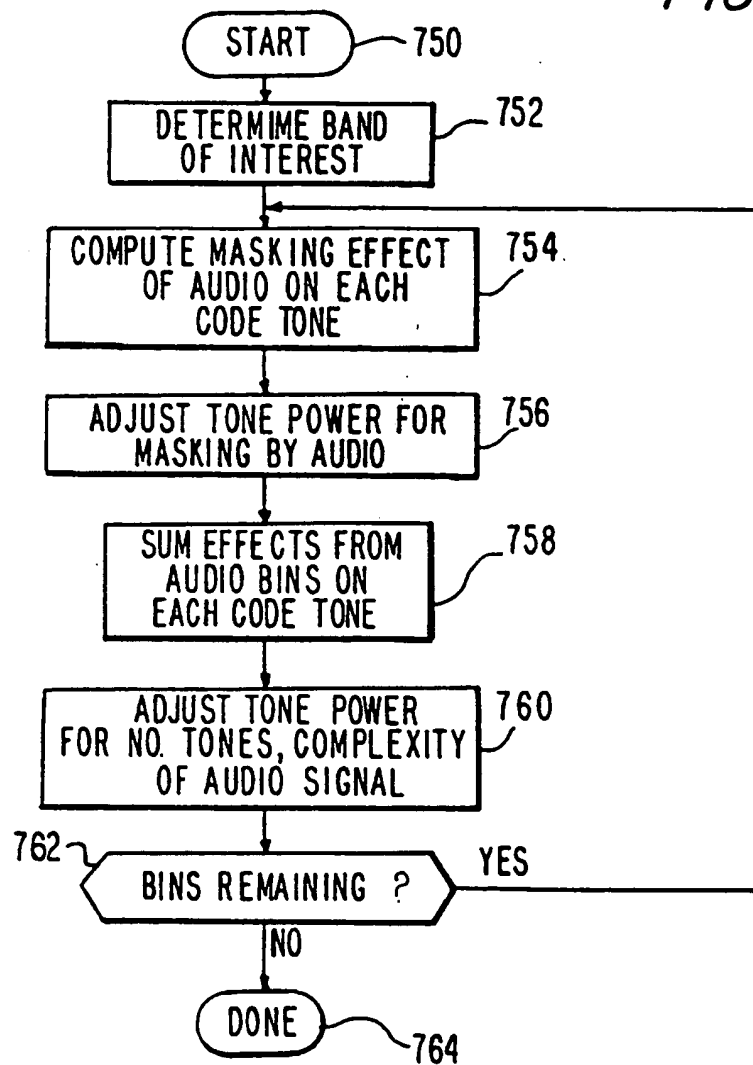 START 750
DETERMIME BAND
OF INTEREST
752
COMPUTE MASKING EFFECT
OF AUDIO ON EACH
CODE TONE
754
ADJUST TONE POWER FOR
MASKING BY AUDIO
756
SUM EFFECTS FROM
AUDIO BINS ON
EACH CODE TONE
758
ADJUST TONE POWER
FOR NO. TONES, COMPLEXITY
OF AUDIO SIGNAL
760
762
BINS REMAINING ?
YES
NO
DONE
764